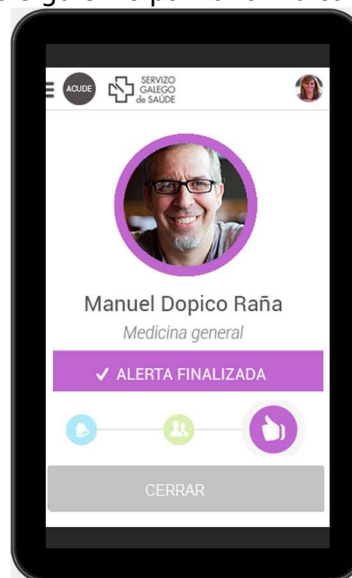 ACUDE
SERVIZO
GALEGO
de SAÚDE
Manuel Dopico Raña
Medicina general
ALERTA FINALIZADA
CERRAR